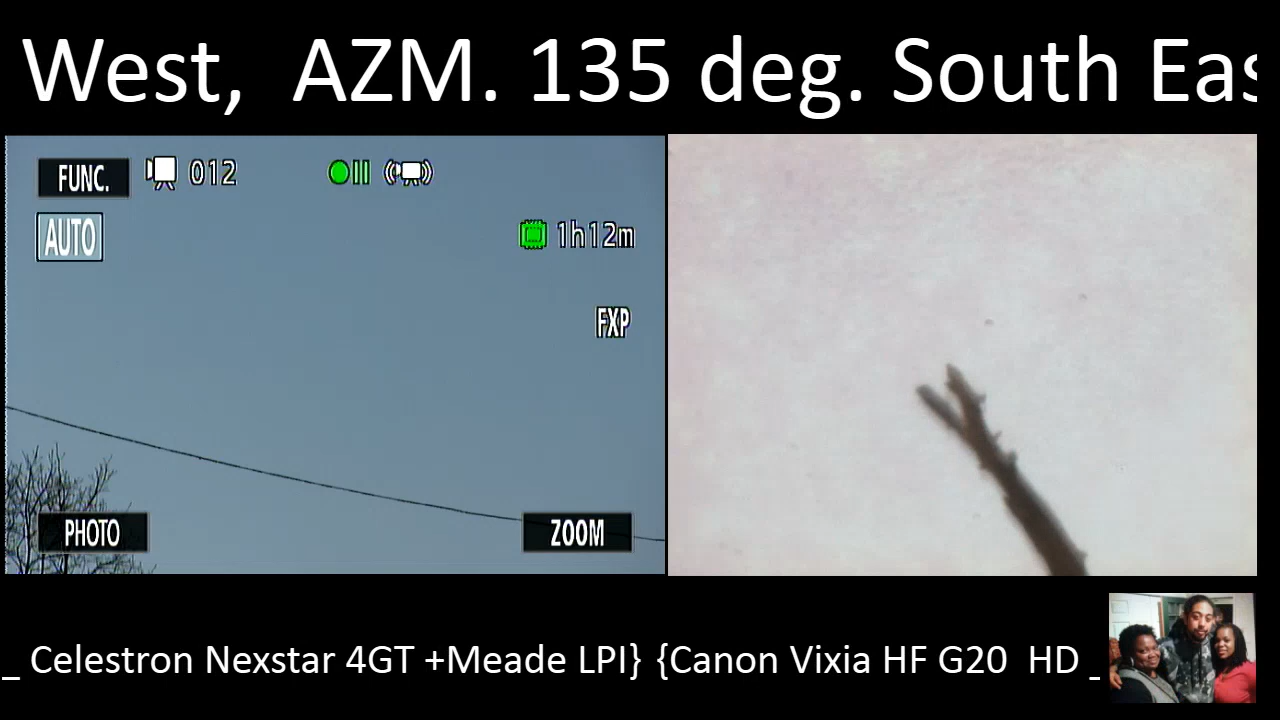 West, AZM. 135 deg. South Eas
FUNC. 012
AUTO
1h12m
FXP
PHOTO ZOOM
_ Celestron Nexstar 4GT +Meade LPI} {Canon Vixia HF G20 HD _